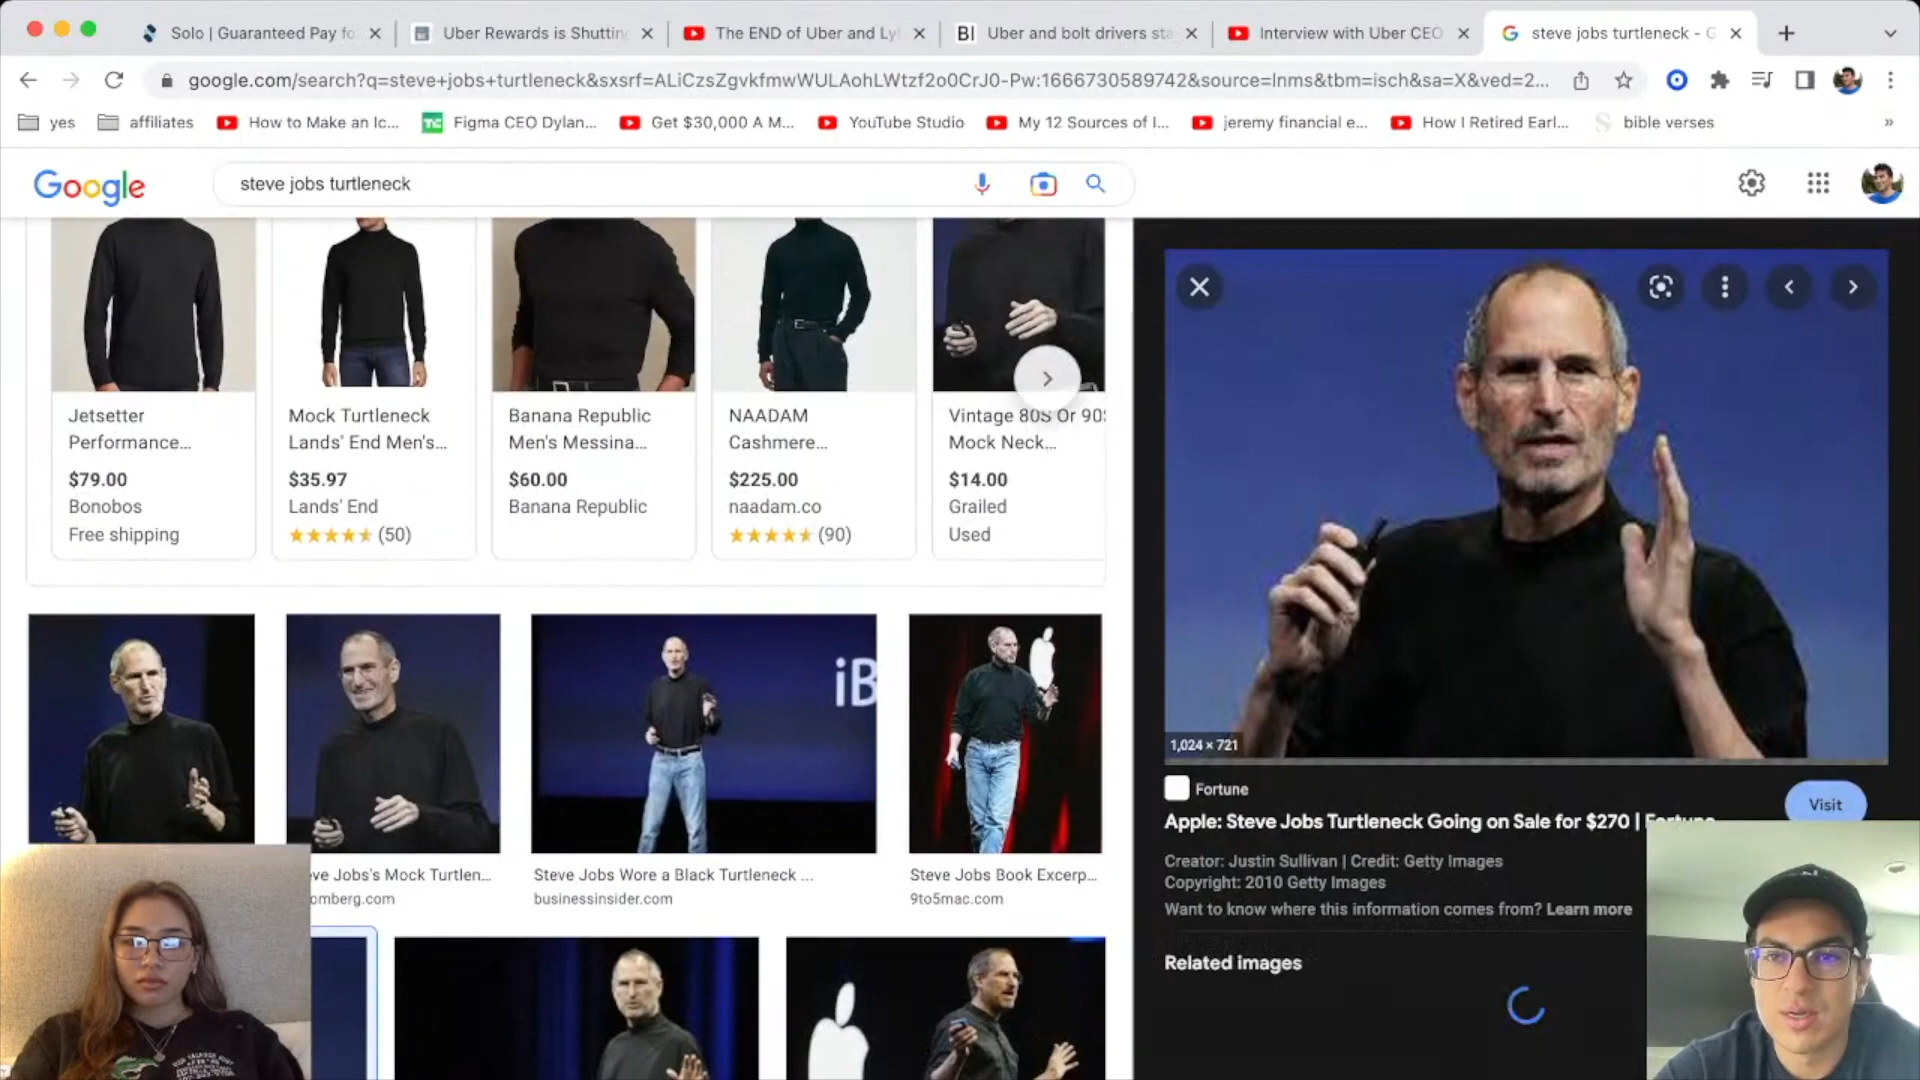 Solo | Guaranteed Pay fo
Uber Rewards is Shutting
The END of Uber and Ly
BI
Uber and bolt drivers sta
Interview with Uber CEO
steve jobs turtleneck - G
google.com/search?q=steve+jobs+turtleneck&sxsrf=ALiCzsZgvkfmwWULAohLWtzf2o0CrJ0-Pw:1666730589742&source=lnms&tbm=isch&sa=X&ved=2...
yes
affiliates
How to Make an Ic...
TC
Figma CEO Dylan...
Get $30,000 A M...
YouTube Studio
My 12 Sources of I...
jeremy financial e...
How I Retired Earl...
bible verses
Google
steve jobs turtleneck
Jetsetter
Performance...
$79.00
Bonobos
Free shipping
Mock Turtleneck
Lands' End Men's...
$35.97
Lands' End
(50)
Banana Republic
Men's Messina...
$60.00
Banana Republic
NAADAM
Cashmere...
$225.00
naadam.co
(90)
Vintage 80S Or 90S
Mock Neck...
$14.00
Grailed
Used
iB
eve Jobs's Mock Turtlen...
omberg.com
Steve Jobs Wore a Black Turtleneck ...
businessinsider.com
Steve Jobs Book Excerp...
9to5mac.com
1,024 × 721
Fortune
Visit
Apple: Steve Jobs Turtleneck Going on Sale for $270 | Fortune
Creator: Justin Sullivan | Credit: Getty Images
Copyright: 2010 Getty Images
Want to know where this information comes from? Learn more
Related images